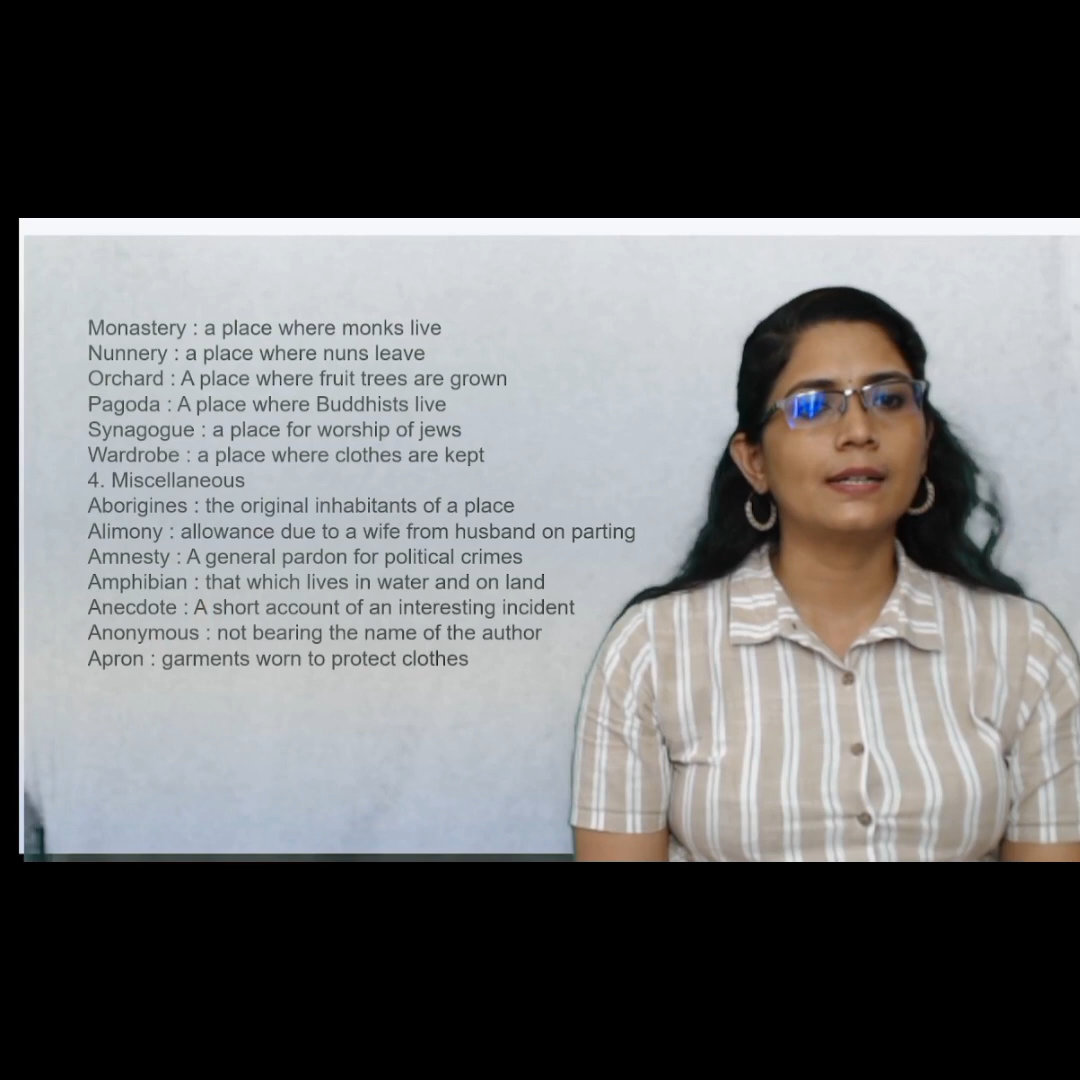 Monastery : a place where monks live
Nunnery : a place where nuns leave
Orchard : A place where fruit trees are grown
Pagoda : A place where Buddhists live
Synagogue : a place for worship of jews
Wardrobe : a place where clothes are kept
4. Miscellaneous
Aborigines : the original inhabitants of a place
Alimony : allowance due to a wife from husband on parting
Amnesty : A general pardon for political crimes
Amphibian : that which lives in water and on land
Anecdote : A short account of an interesting incident
Anonymous : not bearing the name of the author
Apron : garments worn to protect clothes